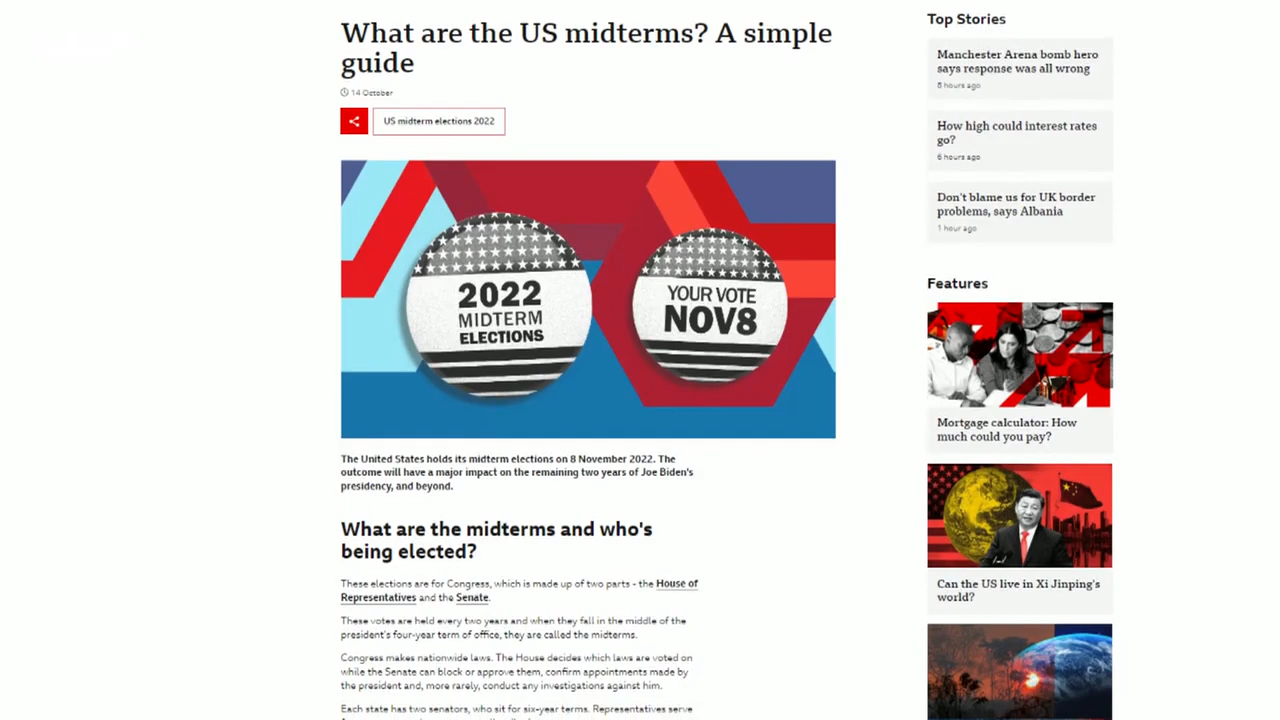 What are the US midterms? A simple
guide
14 October
US midterm elections 2022
2022
MIDTERM
ELECTIONS
YOUR VOTE
NOV8
The United States holds its midterm elections on 8 November 2022. The
outcome will have a major impact on the remaining two years of Joe Biden's
presidency, and beyond.
What are the midterms and who's
being elected?
These elections are for Congress, which is made up of two parts - the House of
Representatives and the Senate.
These votes are held every two years and when they fall in the middle of the
president's four-year term of office, they are called the midterms.
Congress makes nationwide laws. The House decides which laws are voted on
while the Senate can block or approve them, confirm appointments made by
the president and, more rarely, conduct any investigations against him.
Each state has two senators, who sit for six-year terms. Representatives serve
Top Stories
Manchester Arena bomb hero
says response was all wrong
8 hours ago
How high could interest rates
go?
6 hours ago
Don't blame us for UK border
problems, says Albania
1 hour ago
Features
Mortgage calculator: How
much could you pay?
Can the US live in Xi Jinping's
world?